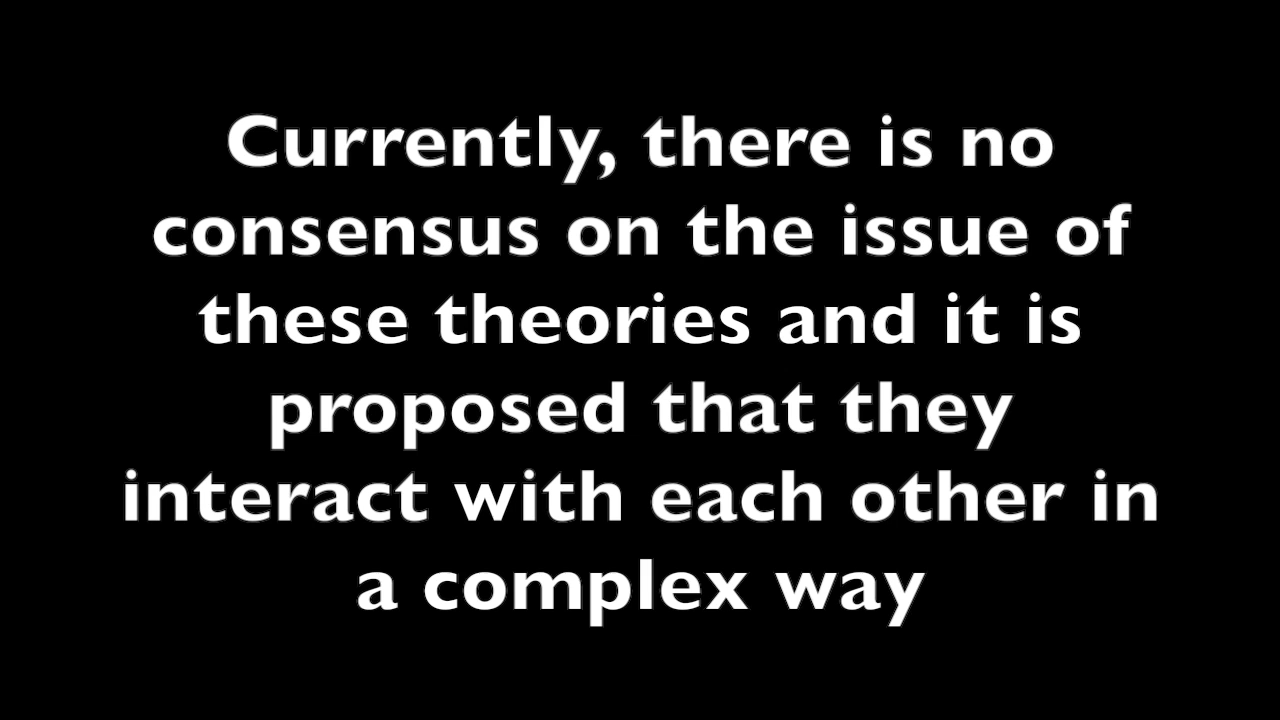 Currently, there is no
consensus on the issue of
these theories and it is
proposed that they
interact with each other in
a complex way